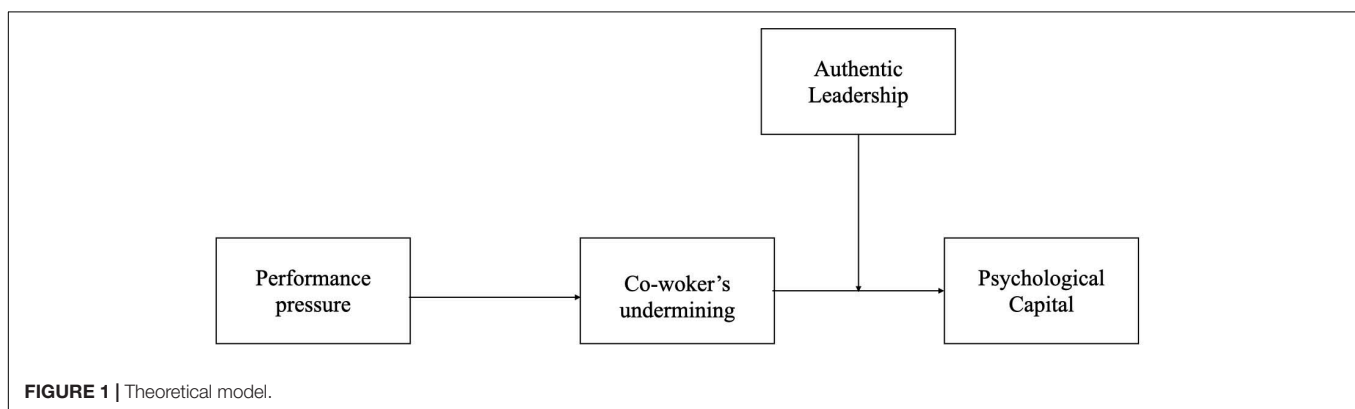 Authentic
Leadership
Performance
pressure
Co-woker's
undermining
Psychological
Capital
FIGURE 1 | Theoretical model.